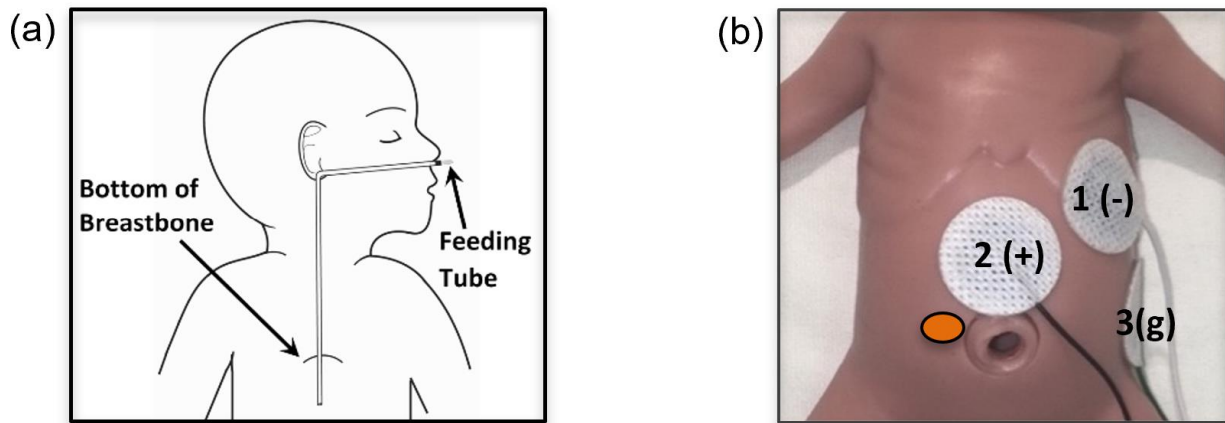 (a)
Bottom of
Breastbone
Feeding
Tube
(b)
1 (-)
2 (+)
3(g)